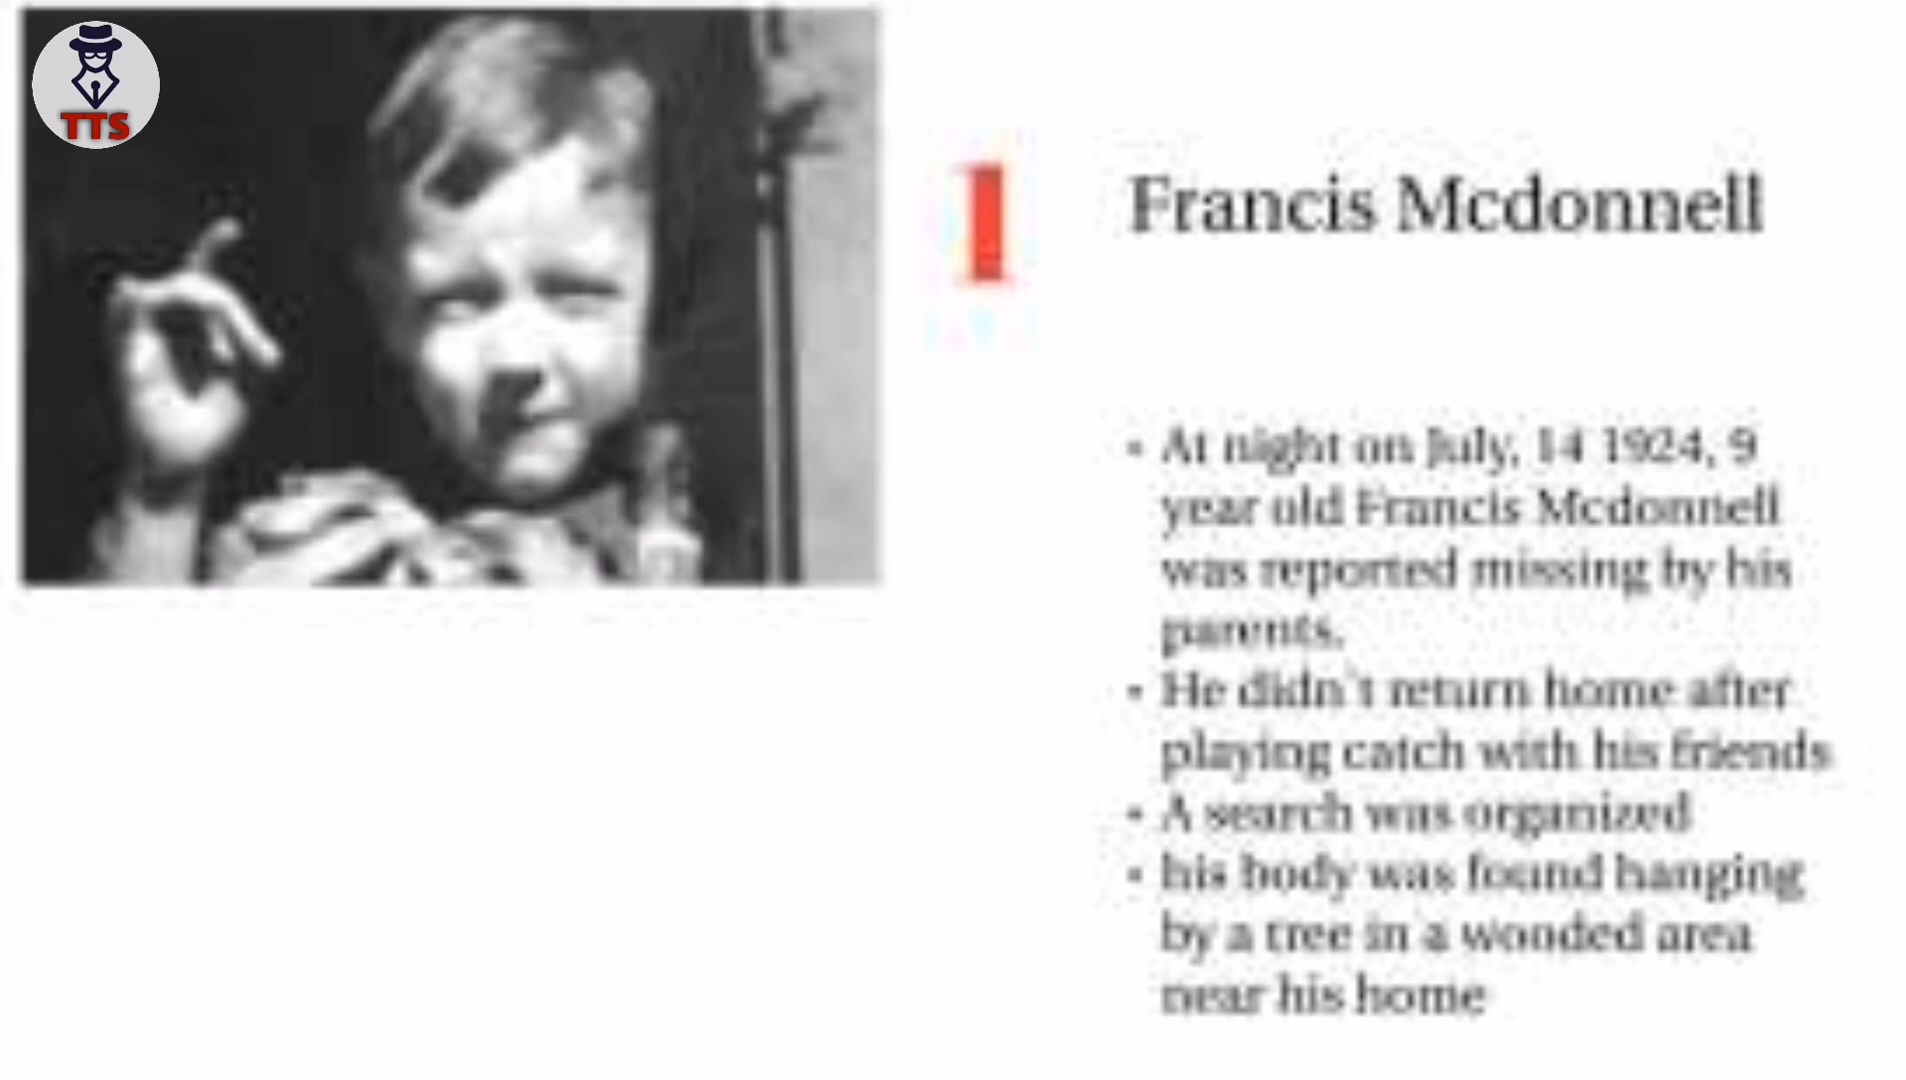 TTS
1
Francis Mcdonnell
• At night on July, 14 1924, 9
year old Francis Mcdonnell
was reported missing by his
parents.
• He didn't return home after
playing catch with his friends
• A search was organized
• his body was found hanging
by a tree in a wooded area
near his home